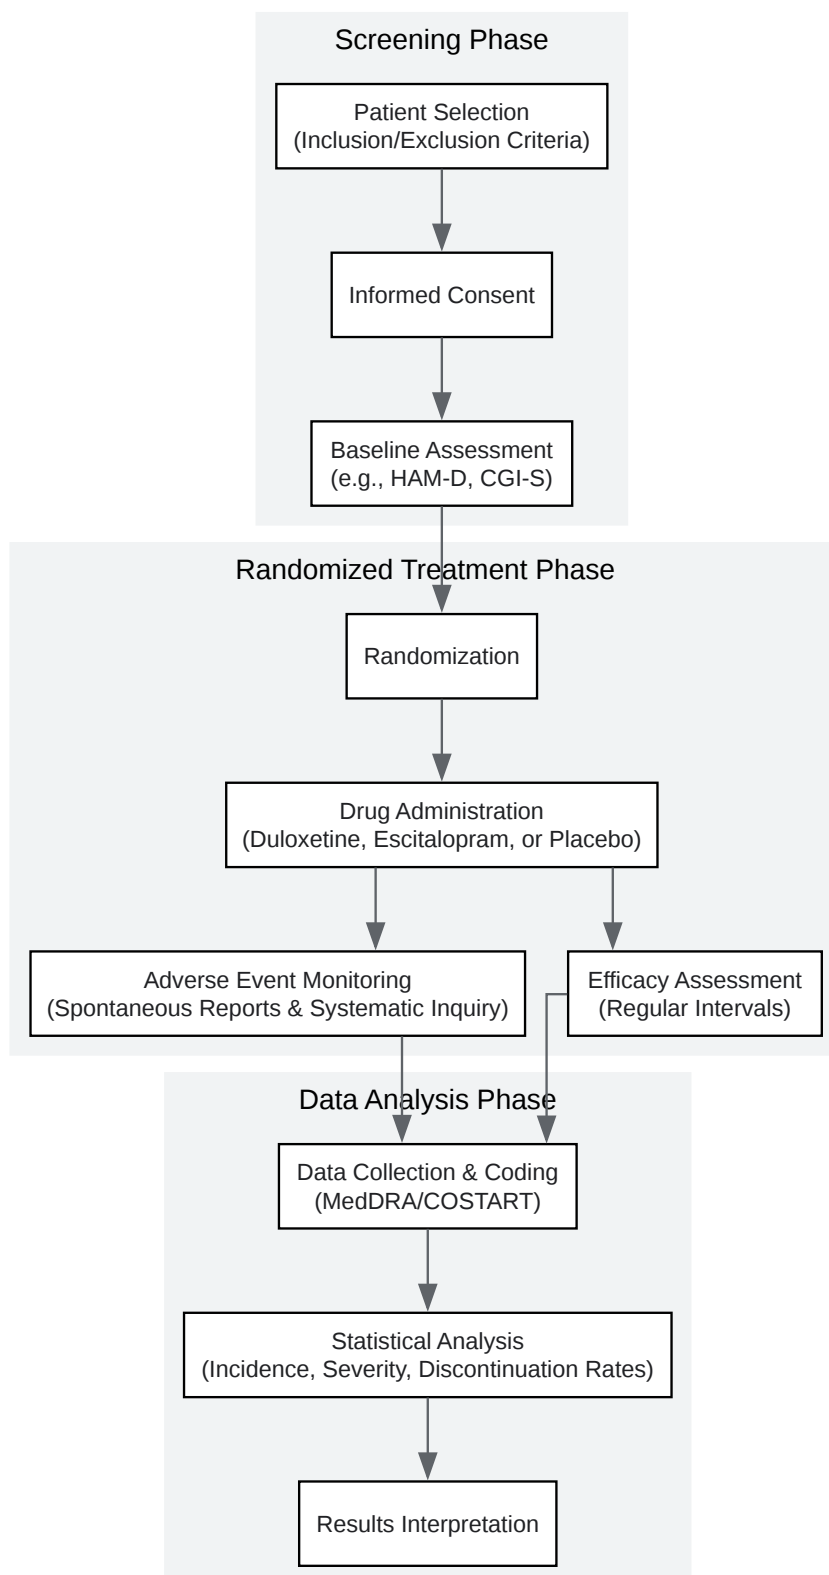 Screening Phase
Patient Selection
(Inclusion/Exclusion Criteria)
Informed Consent
Baseline Assessment
(e.g., HAM-D, CGI-S)
Randomized Treatment Phase
Randomization
Drug Administration
(Duloxetine, Escitalopram, or Placebo)
Adverse Event Monitoring
(Spontaneous Reports & Systematic Inquiry)
Efficacy Assessment
(Regular Intervals)
Data Analysis Phase
Data Collection & Coding
(MedDRA/COSTART)
Statistical Analysis
(Incidence, Severity, Discontinuation Rates)
Results Interpretation